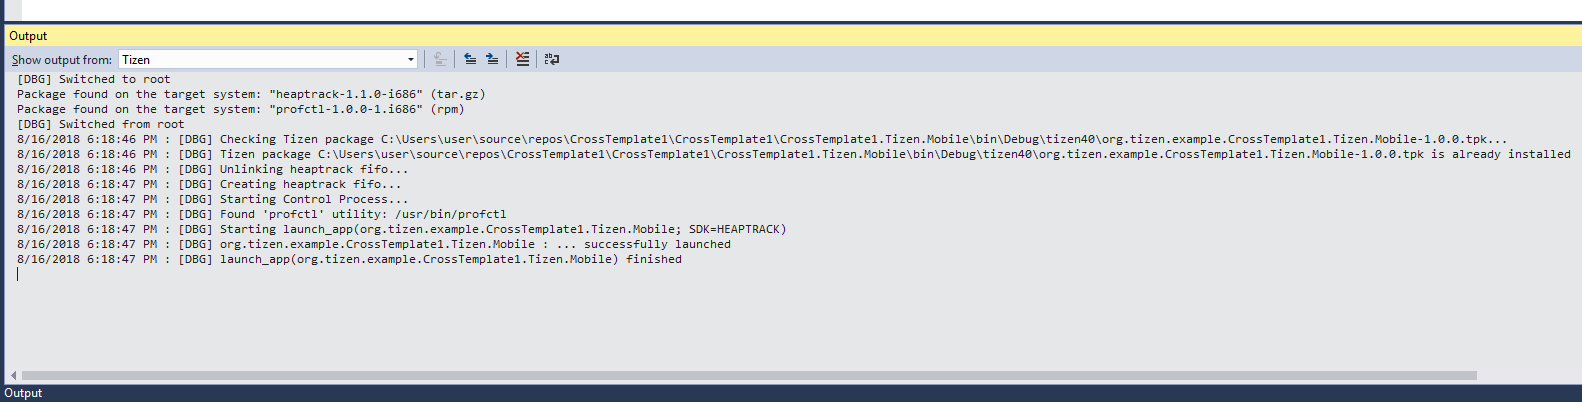 Output
Show output from: Tizen
[DBG] Switched to root
Package found on the target system: "heaptrack-1.1.0-i686" (tar.gz)
Package found on the target system: "profctl-1.0.0-1.i686" (rpm)
[DBG] Switched from root
8/16/2018 6:18:46 PM : [DBG] Checking Tizen package C:\Users\user\source\repos\CrossTemplate1\CrossTemplate1\CrossTemplate1.Tizen.Mobile\bin\Debug\tizen40\org.tizen.example.CrossTemplate1.Tizen.Mobile-1.0.0.tpk...
8/16/2018 6:18:46 PM : [DBG] Tizen package C:\Users\user\source\repos\CrossTemplate1\CrossTemplate1\CrossTemplate1.Tizen.Mobile\bin\Debug\tizen40\org.tizen.example.CrossTemplate1.Tizen.Mobile-1.0.0.tpk is already installed
8/16/2018 6:18:46 PM : [DBG] Unlinking heaptrack fifo...
8/16/2018 6:18:47 PM : [DBG] Creating heaptrack fifo...
8/16/2018 6:18:47 PM : [DBG] Starting Control Process...
8/16/2018 6:18:47 PM : [DBG] Found 'profctl' utility: /usr/bin/profctl
8/16/2018 6:18:47 PM : [DBG] Starting launch_app(org.tizen.example.CrossTemplate1.Tizen.Mobile; SDK=HEAPTRACK)
8/16/2018 6:18:47 PM : [DBG] org.tizen.example.CrossTemplate1.Tizen.Mobile : ... successfully launched
8/16/2018 6:18:47 PM : [DBG] launch_app(org.tizen.example.CrossTemplate1.Tizen.Mobile) finished
Output